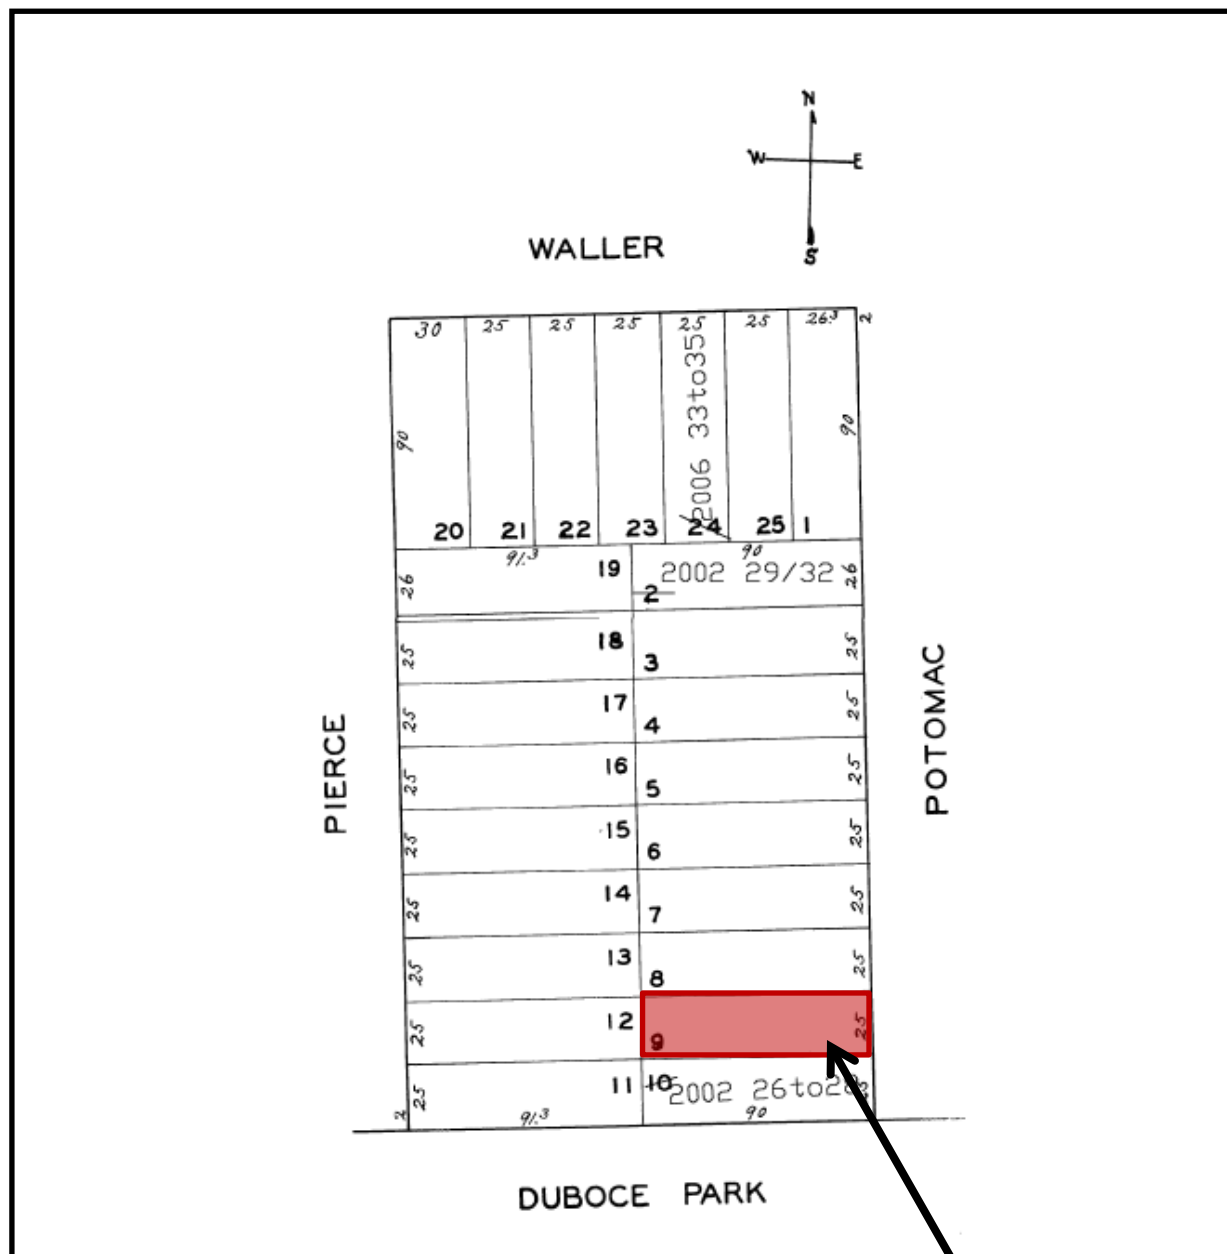 N
W E
S
WALLER
30 25 25 25 25 25 26.3 2
2006 33to35
90 90
20 21 22 23 24 25 1
91.3 90
26 19 2 2002 29/32 26
25 18 3 25
25 17 4 25
25 16 5 25
25 15 6 25
25 14 7 25
25 13 8 25
25 12 9 25
25 11 10 2002 26to28
2 91.3 90
PIERCE
POTOMAC
DUBOCE PARK